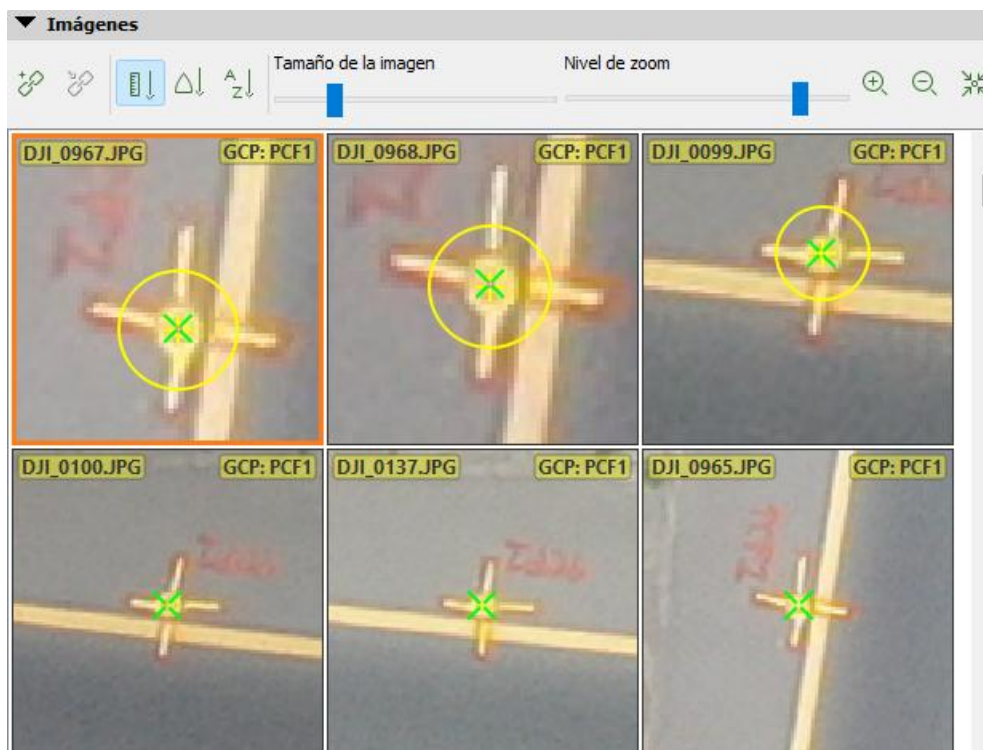 Imágenes
Tamaño de la imagen
Nivel de zoom
DJI_0967.JPG GCP: PCF1
DJI_0968.JPG GCP: PCF1
DJI_0099.JPG GCP: PCF1
DJI_0100.JPG GCP: PCF1
DJI_0137.JPG GCP: PCF1
DJI_0965.JPG GCP: PCF1